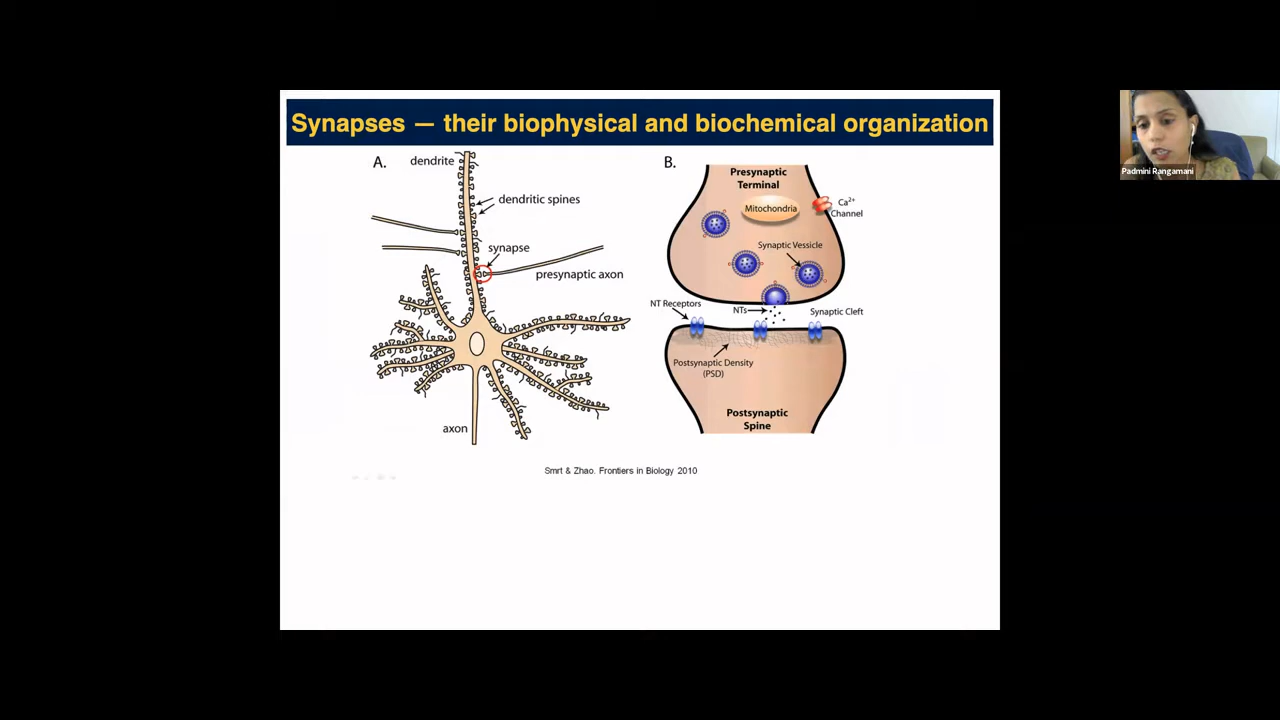 Synapses — their biophysical and biochemical organization
A.
dendrite
dendritic spines
synapse
presynaptic axon
axon
B.
Presynaptic
Terminal
Mitochondria
Ca2+
Channel
Synaptic Vessicle
NT Receptors
NTs
Synaptic Cleft
Postsynaptic Density
(PSD)
Postsynaptic
Spine
Smrt & Zhao. Frontiers in Biology 2010
Padmini Rangamani